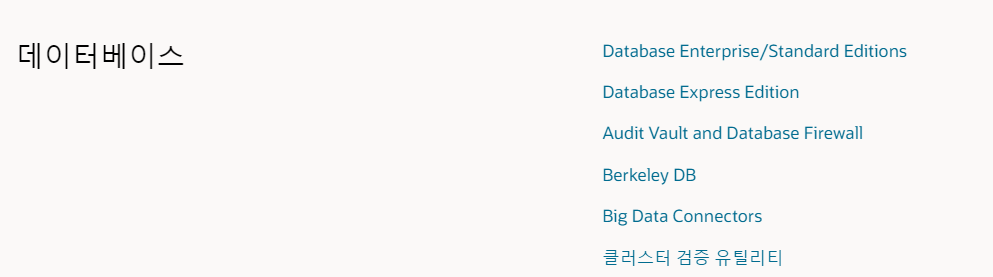 데이터베이스
Database Enterprise/Standard Editions
Database Express Edition
Audit Vault and Database Firewall
Berkeley DB
Big Data Connectors
클러스터 검증 유틸리티